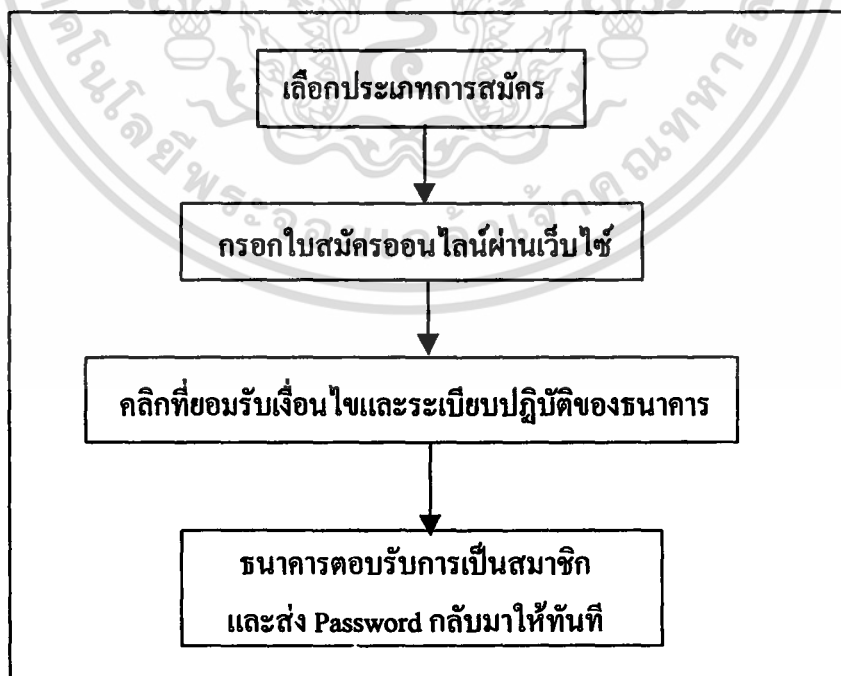 เลือกประเภทการสมัคร
กรอกใบสมัครออนไลน์ผ่านเว็บไซ์
คลิกที่ยอมรับเงื่อนไขและระเบียบปฏิบัติของธนาคาร
ธนาคารตอบรับการเป็นสมาชิก
และส่ง Password กลับมาให้ทันที